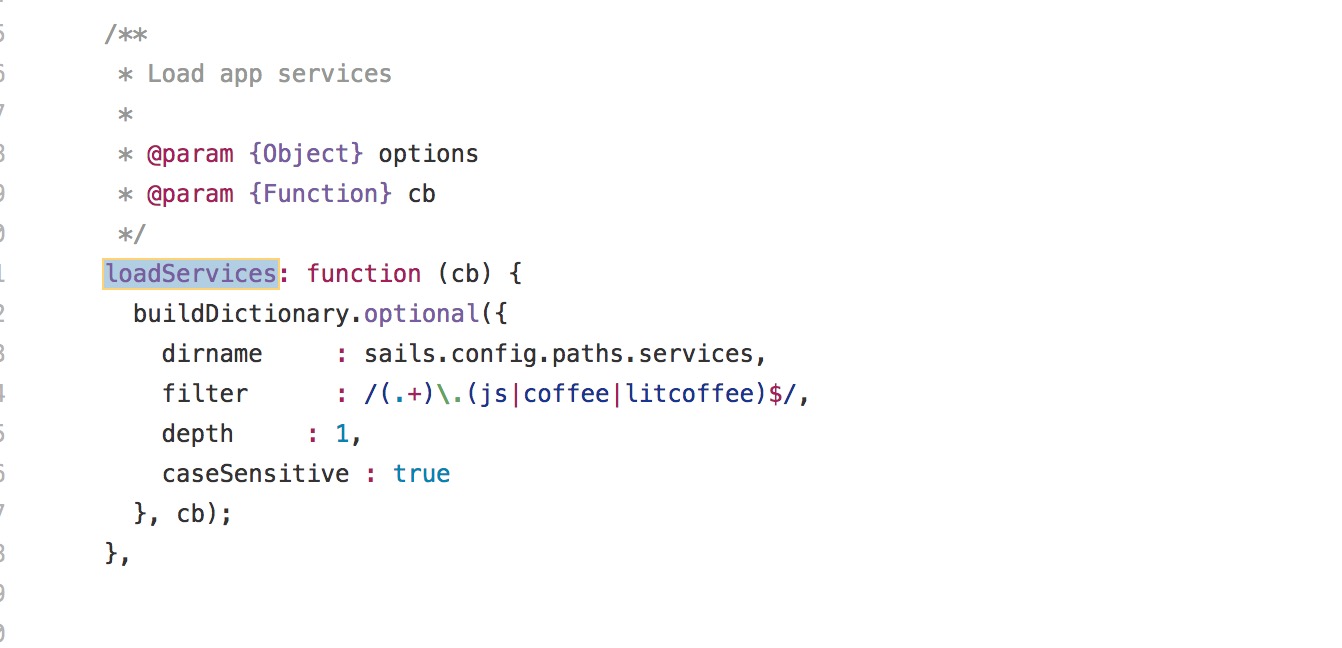 /**
 * Load app services
 *
 * @param {Object} options
 * @param {Function} cb
 */
loadServices: function (cb) {
  buildDictionary.optional({
    dirname     : sails.config.paths.services,
    filter      : /(.+)\.(js|coffee|litcoffee)$/,
    depth     : 1,
    caseSensitive : true
  }, cb);
},